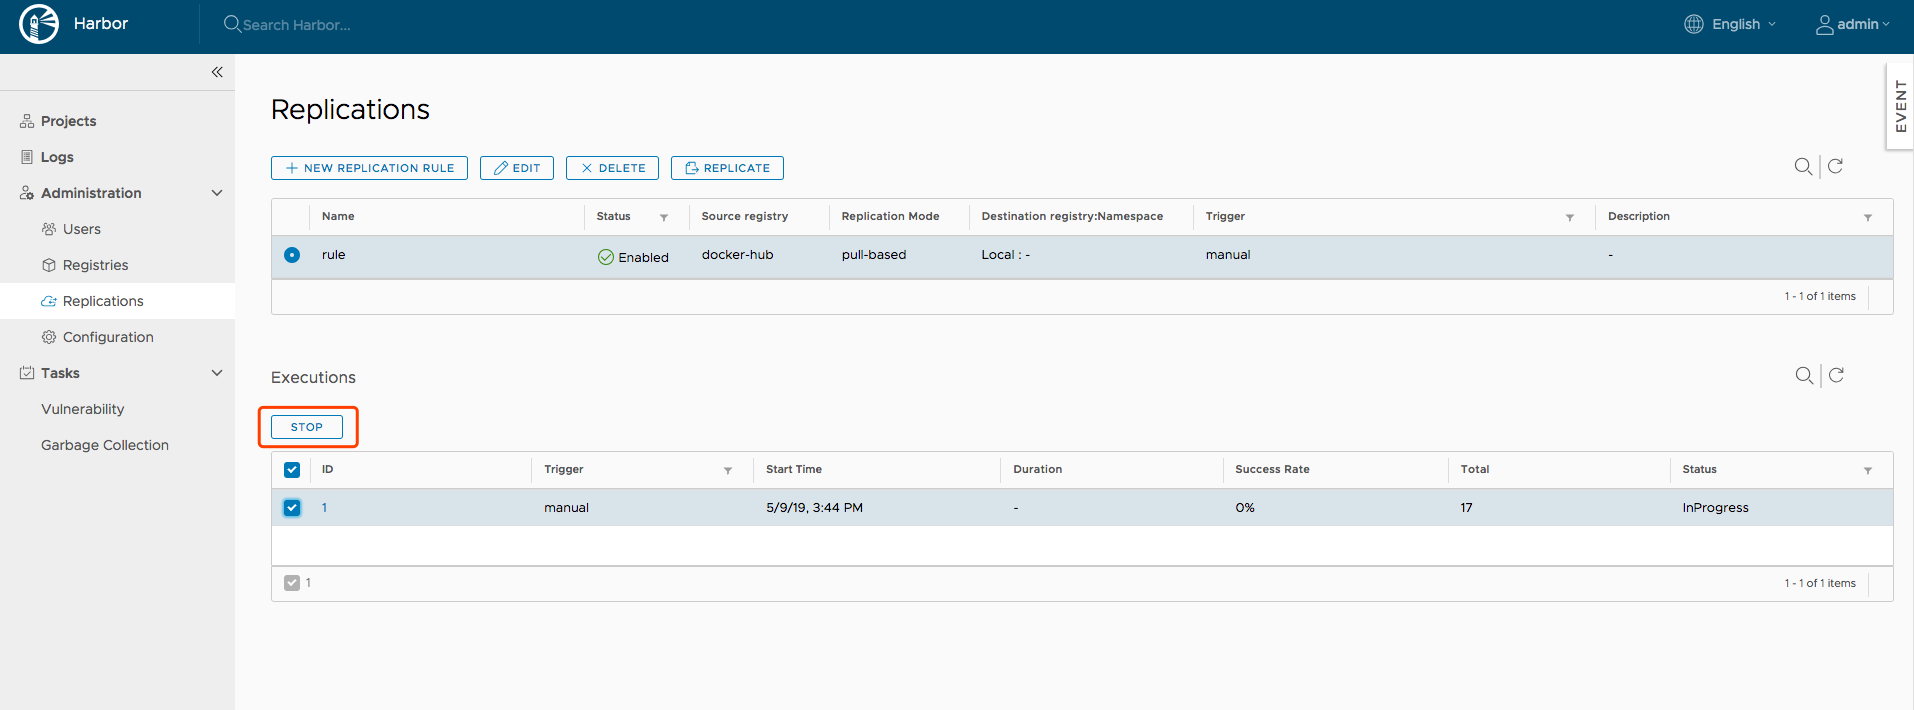 Harbor
Search Harbor...
English
admin
EVENT
Projects
Logs
Administration
Users
Registries
Replications
Configuration
Tasks
Vulnerability
Garbage Collection
Replications
NEW REPLICATION RULE EDIT DELETE REPLICATE
Name Status Source registry Replication Mode Destination registry:Namespace Trigger Description
rule Enabled docker-hub pull-based Local : - manual -
1 - 1 of 1 items
Executions
STOP
ID Trigger Start Time Duration Success Rate Total Status
1 manual 5/9/19, 3:44 PM - 0% 17 InProgress
1 1 - 1 of 1 items